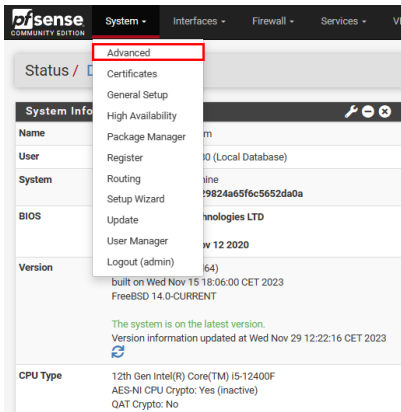 pfsense
COMMUNITY EDITION
System
Interfaces
Firewall
Services
Status /
Advanced
Certificates
General Setup
High Availability
Package Manager
Register
Routing
Setup Wizard
Update
User Manager
Logout (admin)
System Info
Name
m
User
30 (Local Database)
System
hine
29824a65f6c5652da0a
BIOS
hnologies LTD
ov 12 2020
Version
64)
built on Wed Nov 15 18:06:00 CET 2023
FreeBSD 14.0-CURRENT
The system is on the latest version.
Version information updated at Wed Nov 29 12:22:16 CET 2023
CPU Type
12th Gen Intel(R) Core(TM) i5-12400F
AES-NI CPU Crypto: Yes (inactive)
QAT Crypto: No